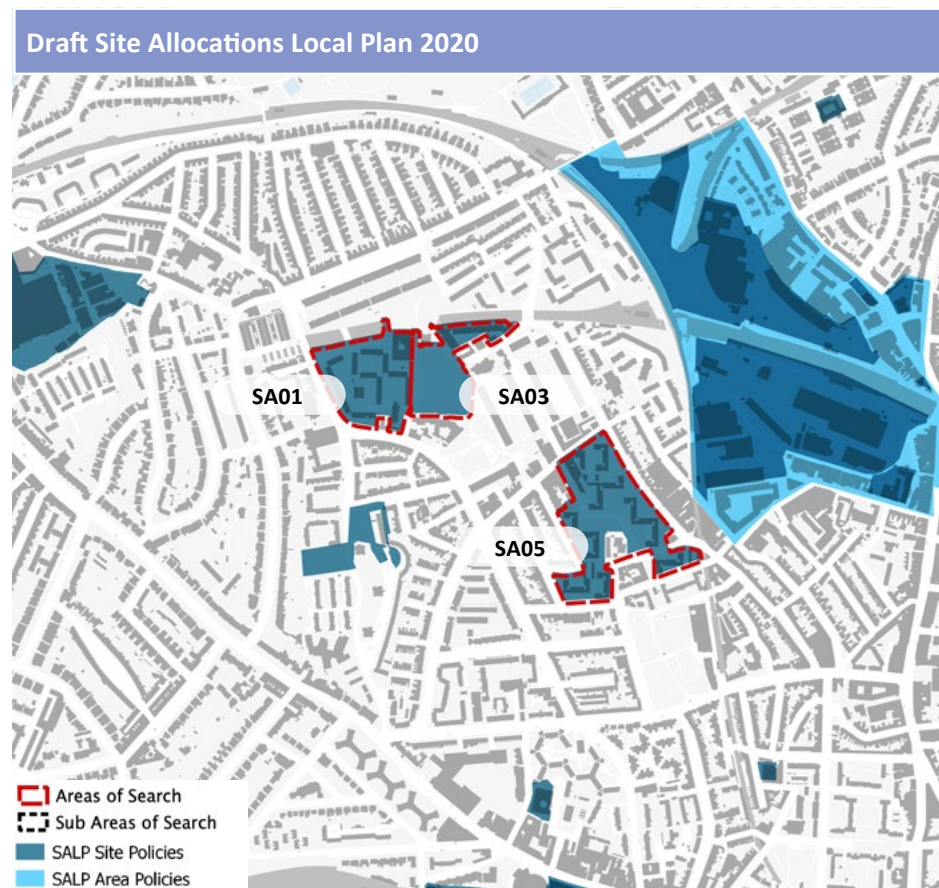 Draft Site Allocations Local Plan 2020
SA01
SA03
SA05
Areas of Search
Sub Areas of Search
SALP Site Policies
SALP Area Policies